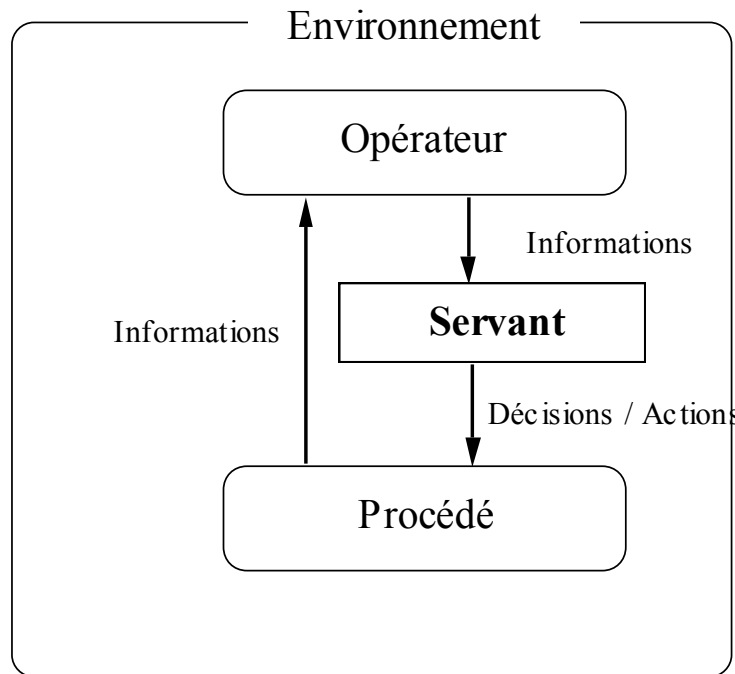 Environnement
Opérateur
Informations
Servant
Informations
Décisions / Actions
Procédé